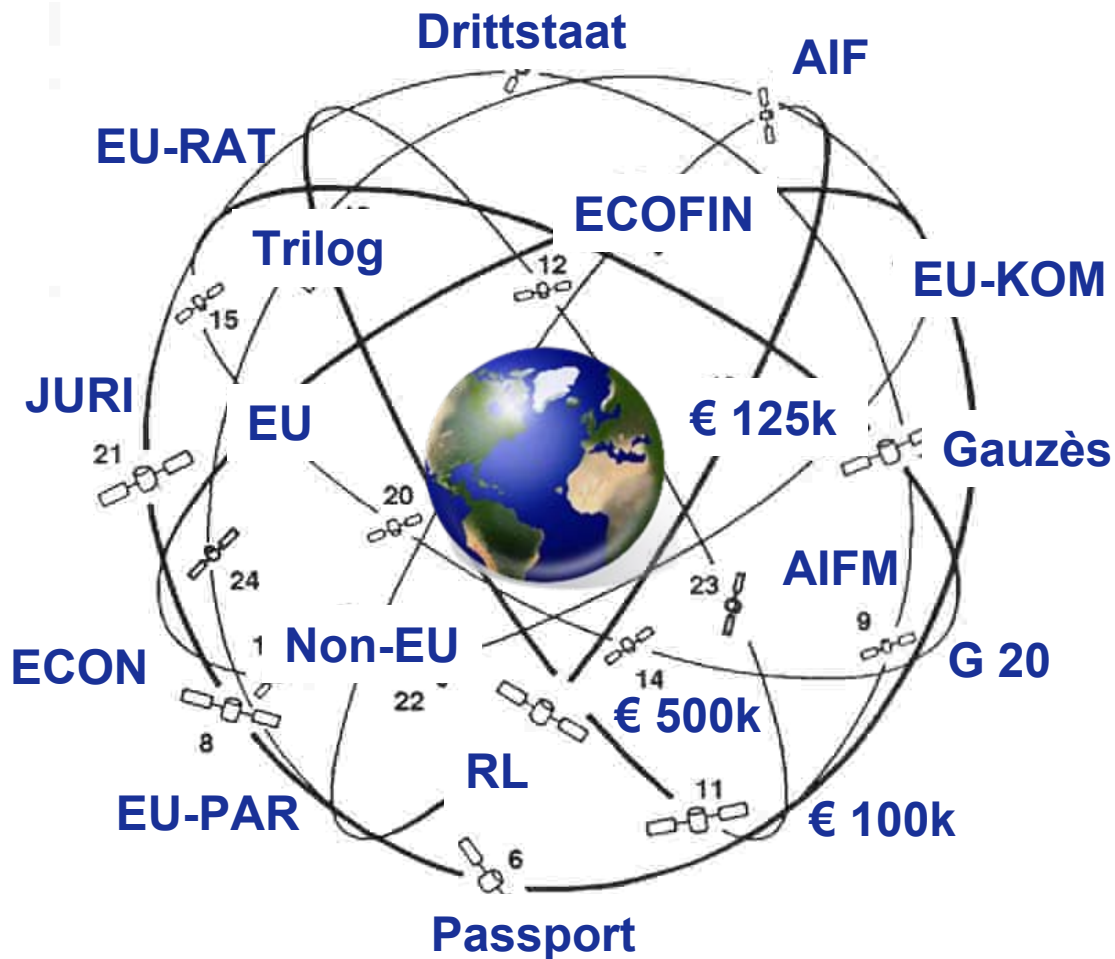 Drittstaat
AIF
EU-RAT
ECOFIN
Trilog
12
EU-KOM
15
JURI
EU
€ 125k
Gauzès
21
20
AIFM
23
24
9
Non-EU
1
ECON
G 20
14
22
€ 500k
8
RL
11
EU-PAR
€ 100k
6
Passport